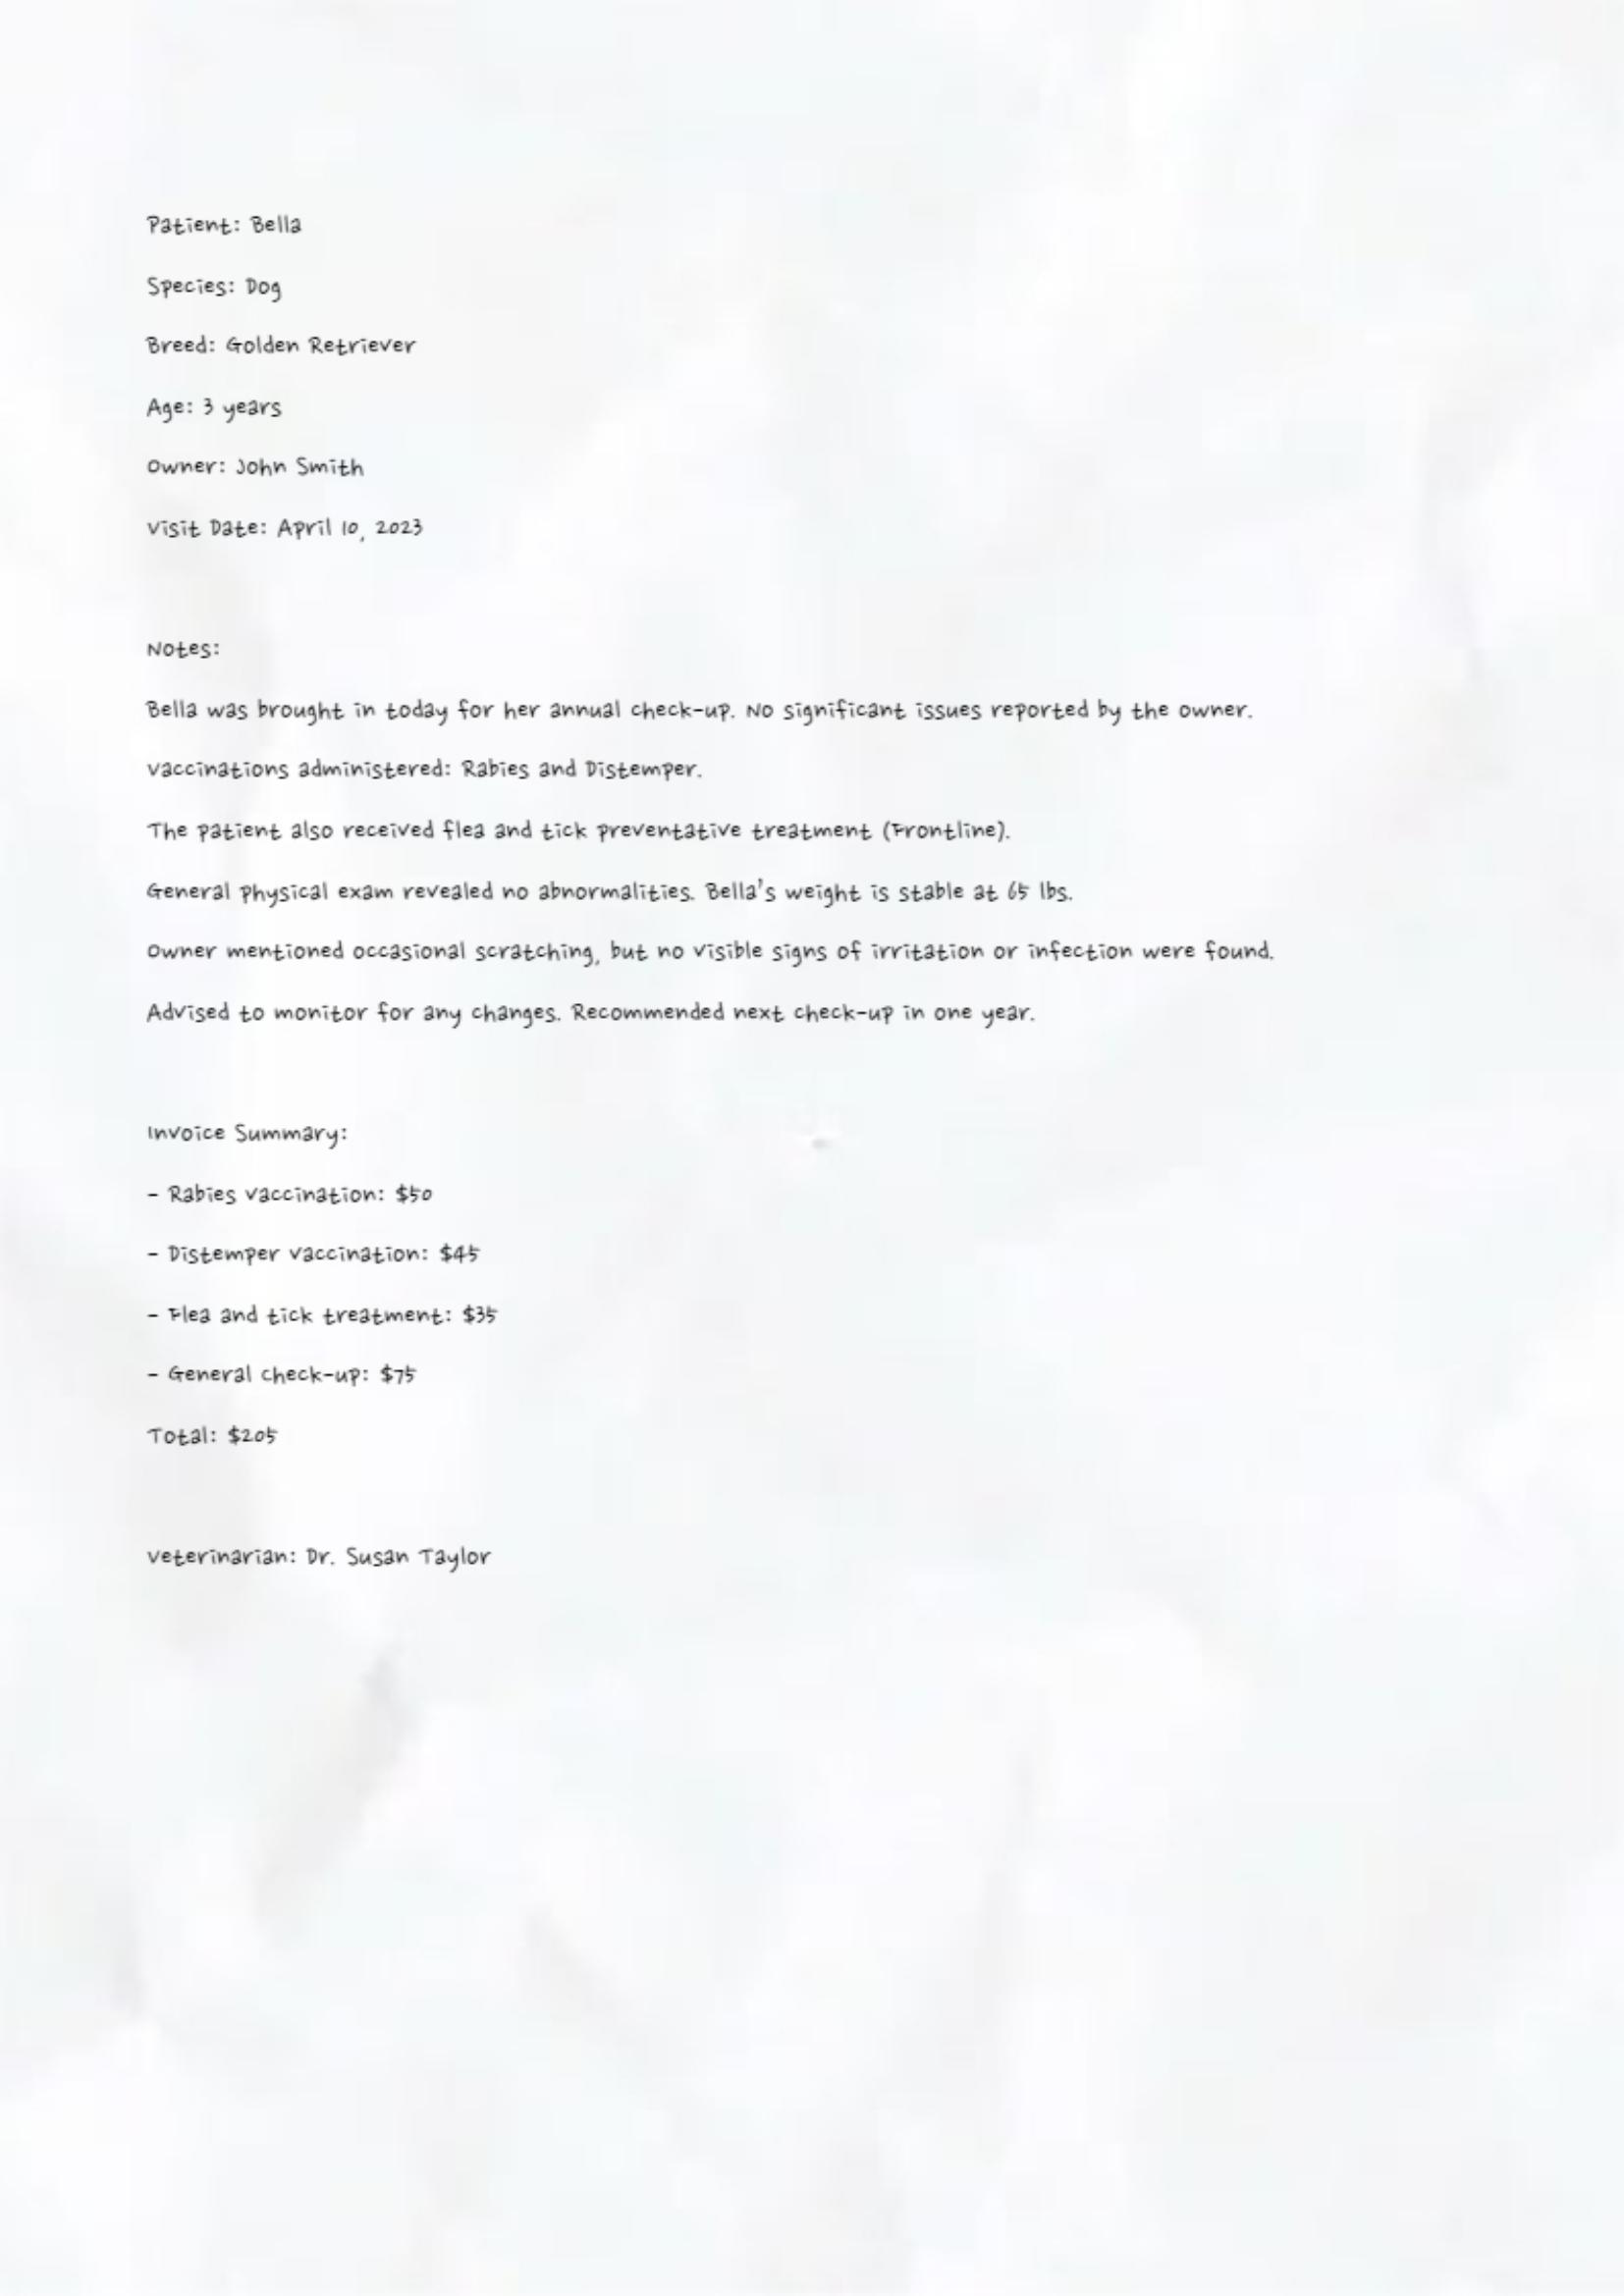 Patient: Bella
Species: Dog
Breed: Golden Retriever
Age: 3 years
Owner: John Smith
Visit Date: April 10, 2023
Notes:
Bella was brought in today for her annual check-up. No significant issues reported by the owner.
Vaccinations administered: Rabies and Distemper.
The patient also received flea and tick preventative treatment (Frontline).
General physical exam revealed no abnormalities. Bella's weight is stable at 65 lbs.
Owner mentioned occasional scratching, but no visible signs of irritation or infection were found.
Advised to monitor for any changes. Recommended next check-up in one year.
Invoice Summary:
- Rabies vaccination: $50
- Distemper vaccination: $45
- Flea and tick treatment: $35
- General check-up: $75
Total: $205
Veterinarian: Dr. Susan Taylor